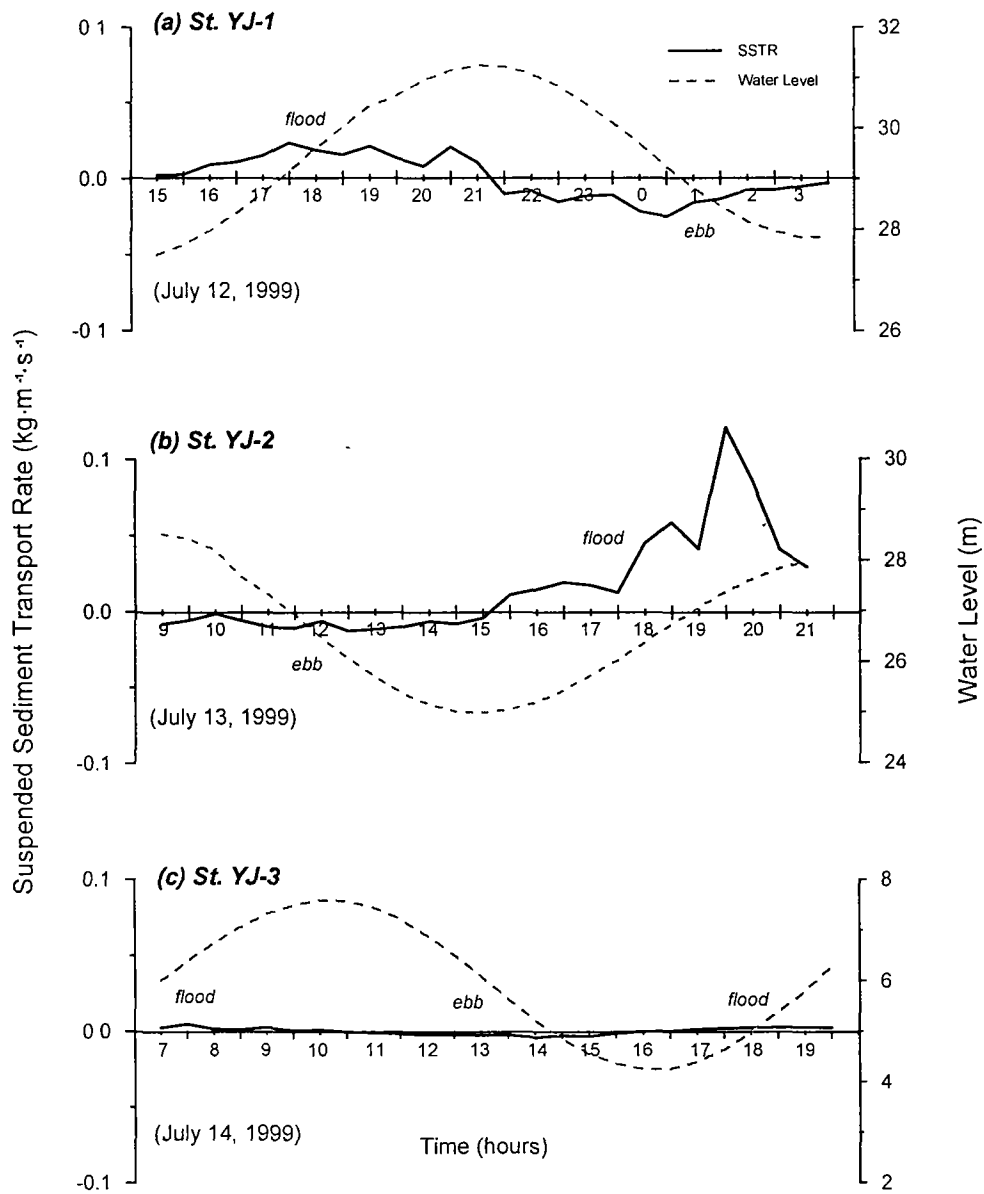 (a) St. YJ-1
0.1
0.0
-0.1
32
30
28
26
SSTR
Water Level
flood
ebb
15 16 17 18 19 20 21 22 23 0 1 2 3
(July 12, 1999)
(b) St. YJ-2
0.1
0.0
-0.1
30
28
26
24
flood
ebb
9 10 11 12 13 14 15 16 17 18 19 20 21
(July 13, 1999)
(c) St. YJ-3
0.1
0.0
-0.1
8
6
4
2
flood
ebb
flood
7 8 9 10 11 12 13 14 15 16 17 18 19
(July 14, 1999)
Time (hours)
Suspended Sediment Transport Rate (kg·m⁻¹·s⁻¹)
Water Level (m)